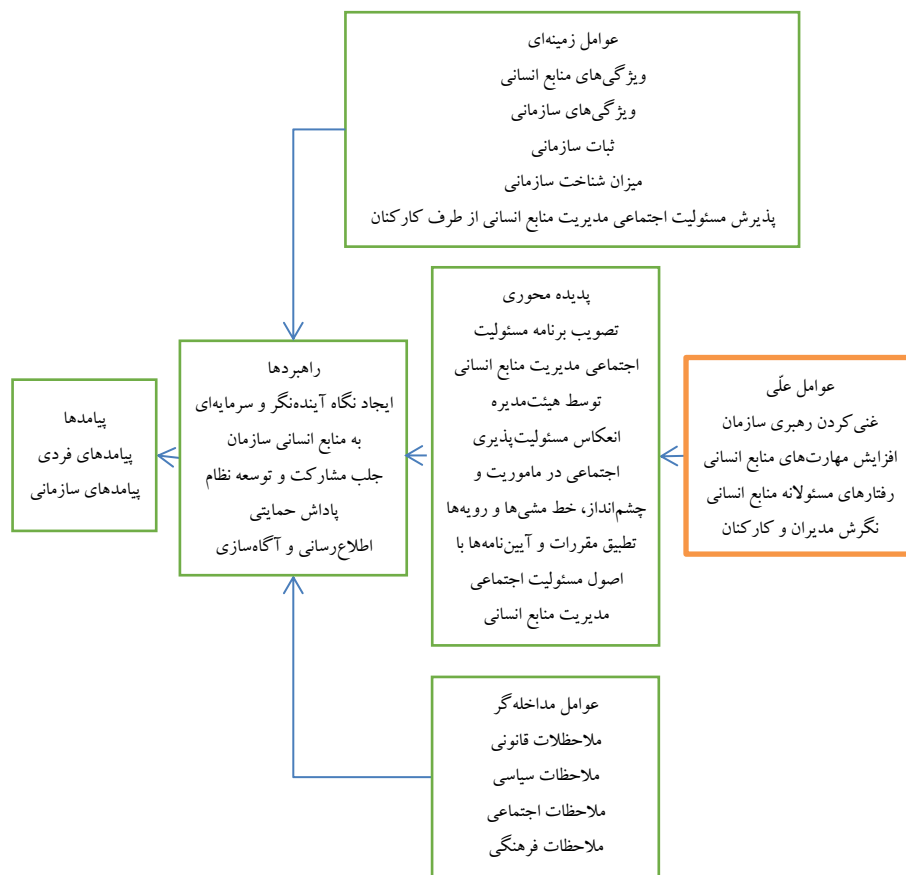 عوامل زمینه‌ای
ویژگی‌های منابع انسانی
ویژگی‌های سازمانی
ثبات سازمانی
میزان شناخت سازمانی
پذیرش مسئولیت اجتماعی مدیریت منابع انسانی از طرف کارکنان
عوامل علّی
غنی‌کردن رهبری سازمان
افزایش مهارت‌های منابع انسانی
رفتارهای مسئولانه منابع انسانی
نگرش مدیران و کارکنان
پدیده محوری
تصویب برنامه مسئولیت
اجتماعی مدیریت منابع انسانی
توسط هیئت‌مدیره
انعکاس مسئولیت‌پذیری
اجتماعی در ماموریت و
چشم‌انداز، خط مشی‌ها و رویه‌ها
تطبیق مقررات و آیین‌نامه‌ها با
اصول مسئولیت اجتماعی
مدیریت منابع انسانی
راهبردها
ایجاد نگاه آینده‌نگر و سرمایه‌ای
به منابع انسانی سازمان
جلب مشارکت و توسعه نظام
پاداش حمایتی
اطلاع‌رسانی و آگاه‌سازی
پیامدها
پیامدهای فردی
پیامدهای سازمانی
عوامل مداخله‌گر
ملاحظلات قانونی
ملاحظات سیاسی
ملاحظات اجتماعی
ملاحظات فرهنگی